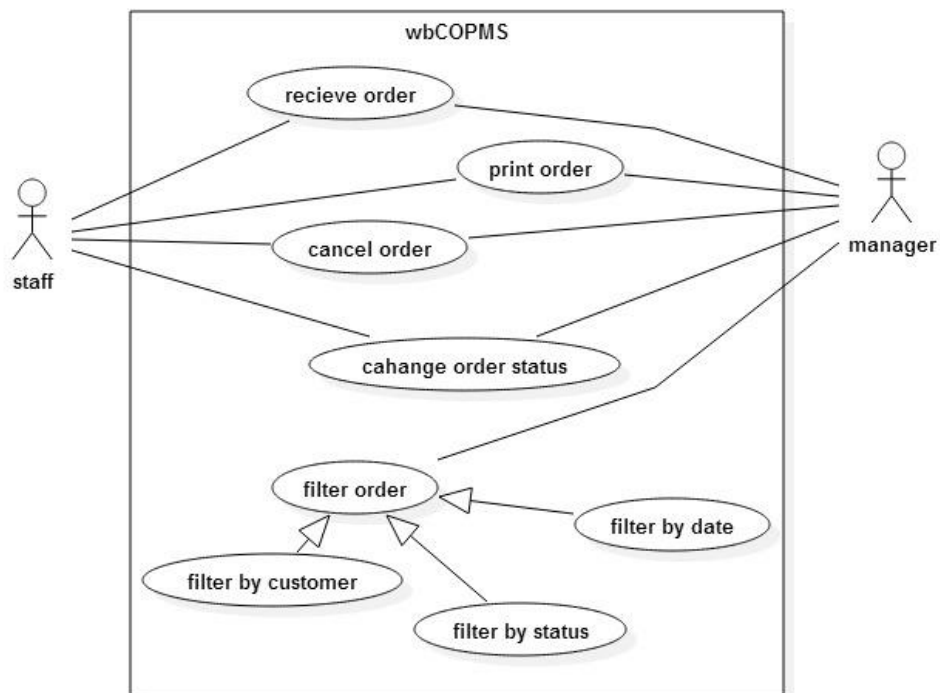 wbCOPMS
recieve order
print order
cancel order
staff
manager
cahange order status
filter order
filter by date
filter by customer
filter by status